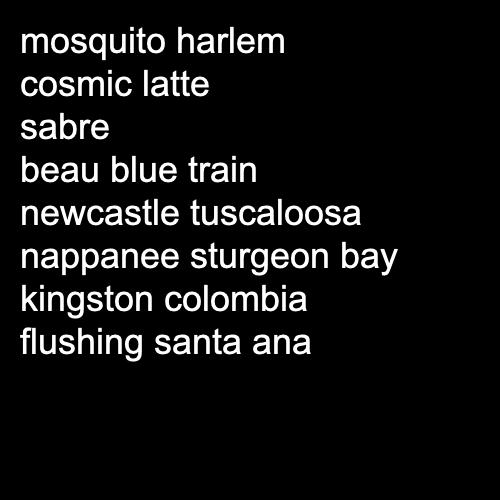 mosquito harlem
cosmic latte
sabre
beau blue train
newcastle tuscaloosa
nappanee sturgeon bay
kingston colombia
flushing santa ana